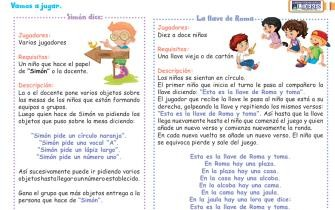 Vamos a jugar.
LÍDERES
Simón dice:
Jugadores:
Varios jugadores
Requisitos:
Un niño que hace el papel
de "Simón" o la docente.
Descripción:
La o el docente pone varios objetos sobre
las mesas de los niños que están formando
equipos o grupos.
Luego quien hace de Simón va pidiendo los
objetos que puso sobre la mesa diciendo:
"Simón pide un círculo naranja".
"Simón pide una vocal "A".
"Simón pide un lápiz largo".
"Simón pide un número uno".
Así sucesivamente puede ir pidiendo varios
objetos hasta llegar a un número establecido.
Gana el grupo que más objetos entrega a la
persona que hace de "Simón".
La llave de Roma
Jugadores:
Diez a doce niños
Requisitos:
Una llave vieja o de cartón
Descripción:
Los niños se sientan en círculo.
El primer niño que inicia el turno le pasa al compañero la llave
diciendo "Esta es la llave de Roma y toma".
El jugador que recibe la llave pasa al niño que está a su
derecha, golpeando la llave y repitiendo los mismos versos:
"Esta es la llave de Roma y toma". Así hasta que la llave
llega nuevamente hasta el niño que comenzó el juego y quien
añade un nuevo verso y comienza nuevamente la ronda.
En cada nueva vuelta se añade un nuevo verso. El niño que
se equivoca pierde y sale del juego.
Esta es la llave de Roma y toma.
En Roma hay una plaza.
En la plaza hay una casa.
En la casa hay una alcoba.
En la alcoba hay una cama.
En la cama hay una jaula.
En la jaula hay una lora que dice:
Esta es la llave de Roma y toma.